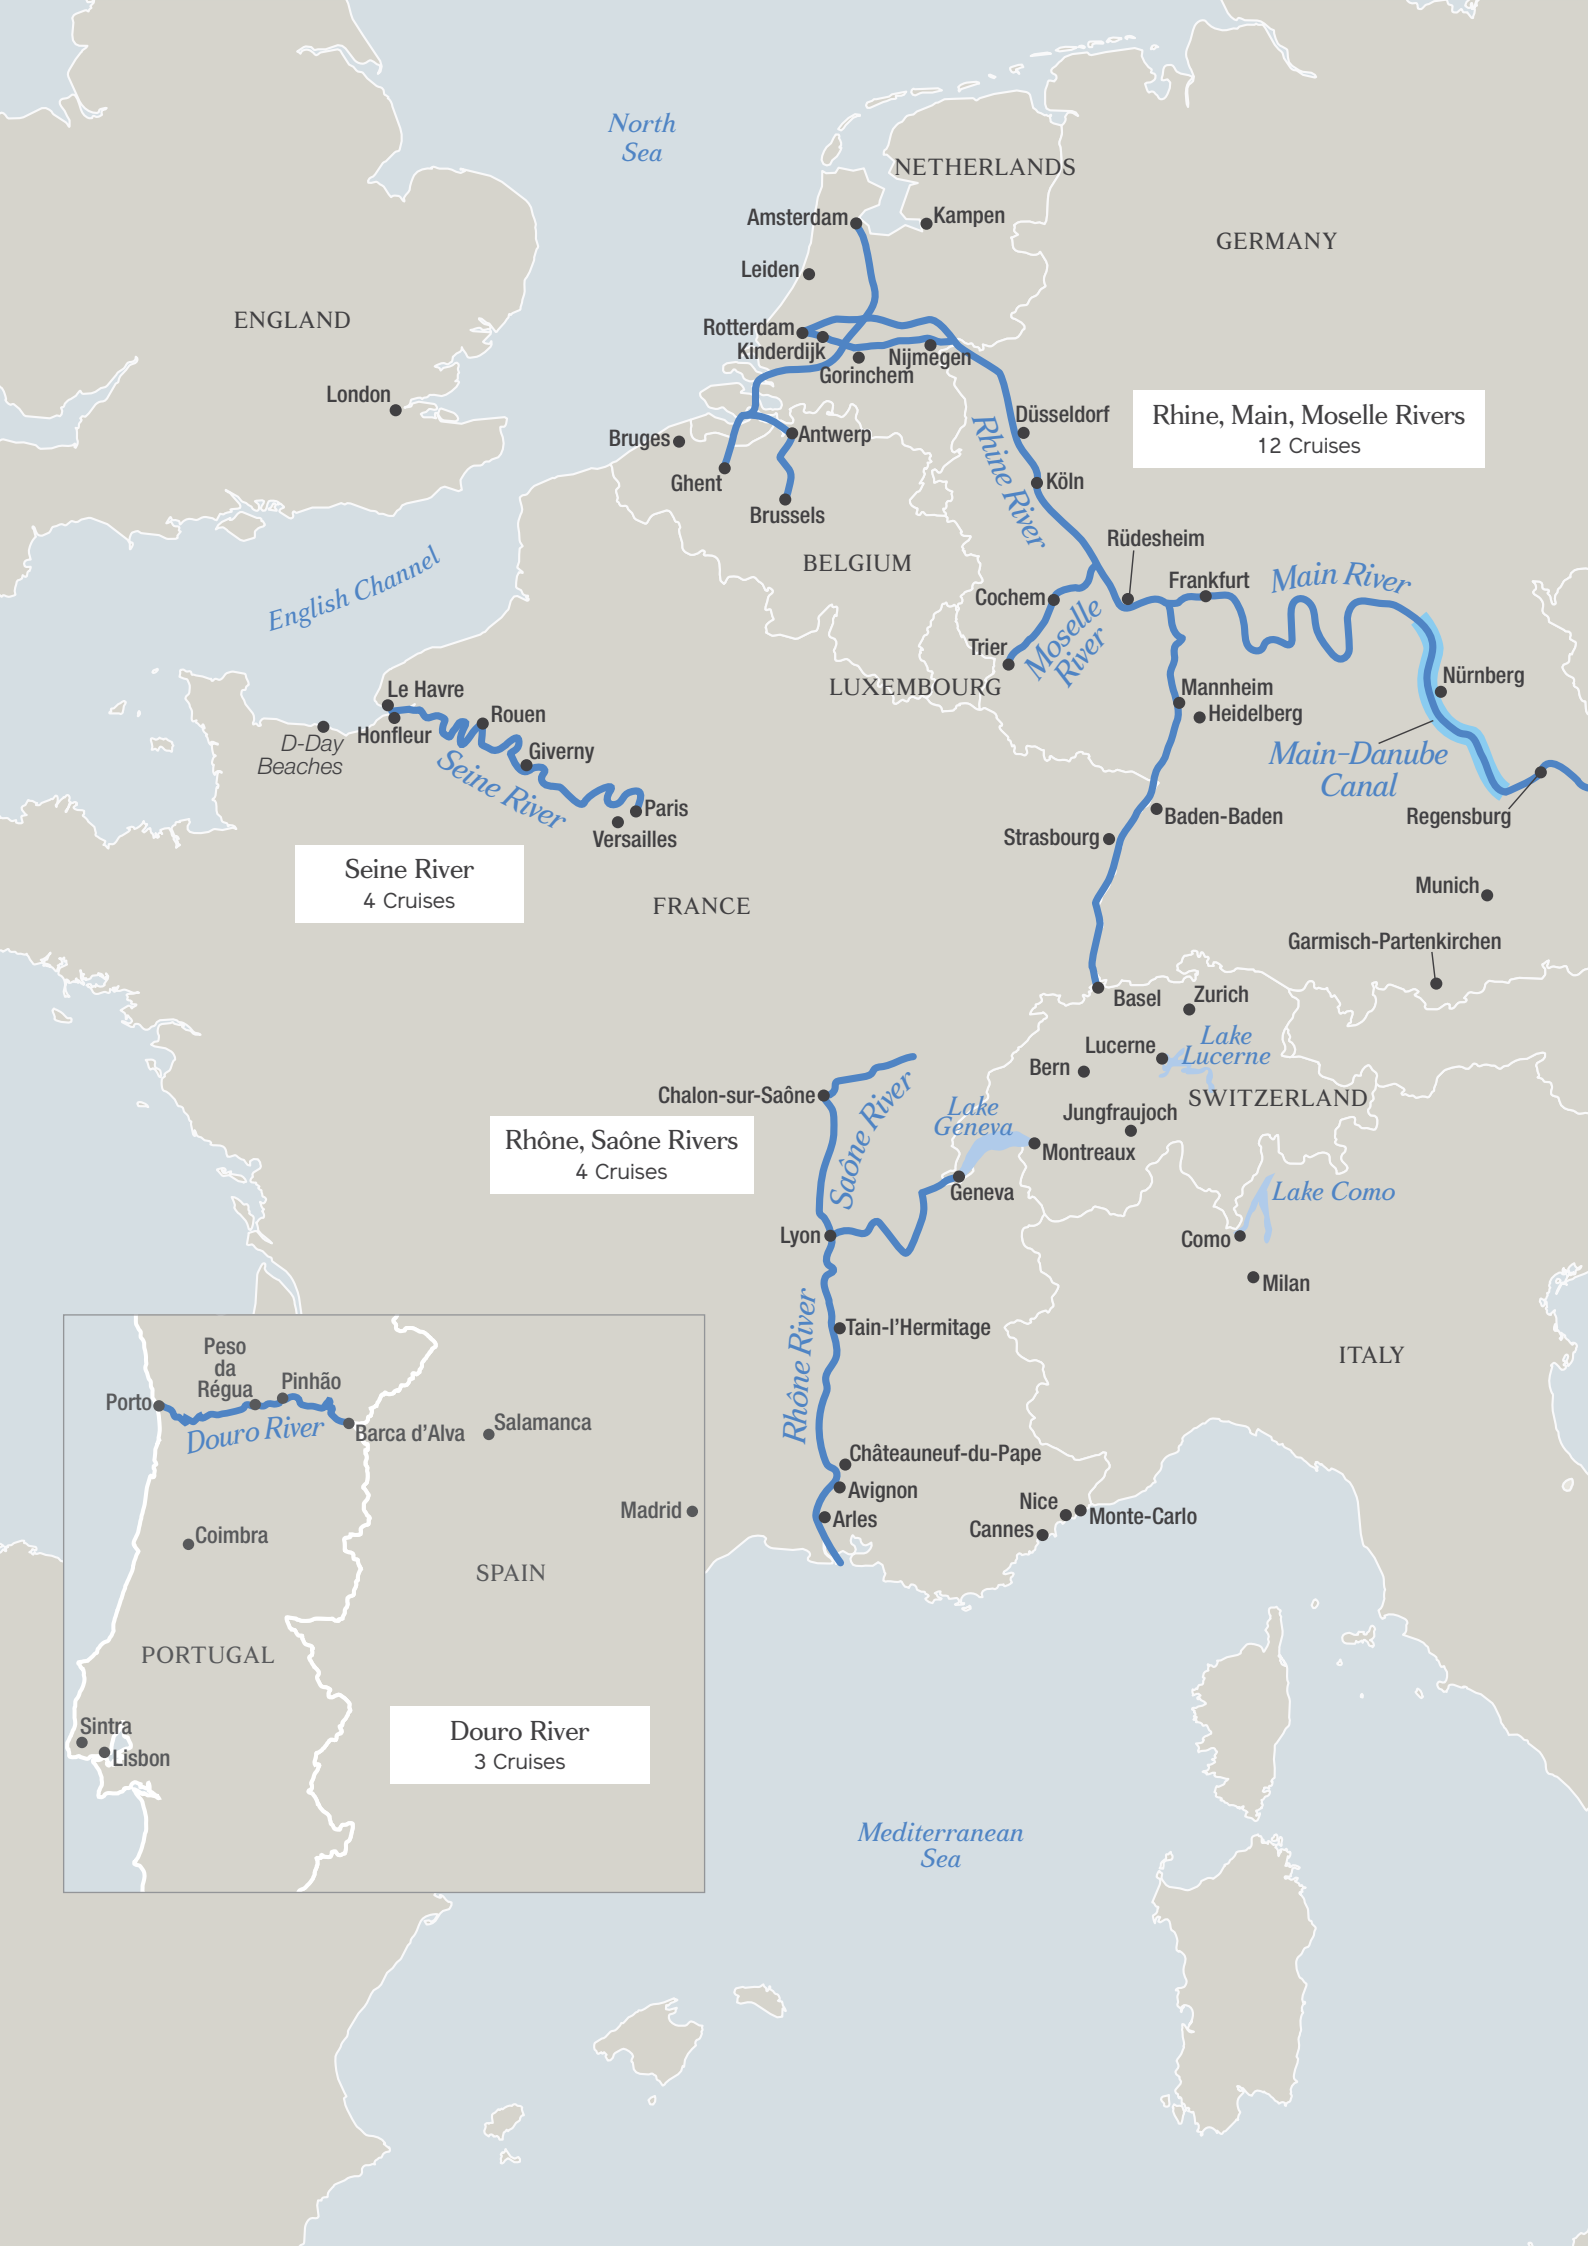 North
Sea
NETHERLANDS
Amsterdam
Kampen
GERMANY
Leiden
ENGLAND
Rotterdam
Kinderdijk
Nijmegen
Gorinchem
London
Düsseldorf
Rhine, Main, Moselle Rivers
12 Cruises
Bruges
Antwerp
Rhine River
Ghent
Köln
Brussels
Rüdesheim
BELGIUM
English Channel
Frankfurt
Main River
Cochem
Moselle
River
Trier
LUXEMBOURG
Nürnberg
Mannheim
Heidelberg
Le Havre
Honfleur
Rouen
D-Day
Beaches
Giverny
Seine River
Main-Danube
Canal
Paris
Versailles
Baden-Baden
Regensburg
Strasbourg
Seine River
4 Cruises
Munich
FRANCE
Garmisch-Partenkirchen
Basel
Zurich
Lucerne
Lake
Lucerne
Bern
Chalon-sur-Saône
Saône River
SWITZERLAND
Lake
Geneva
Jungfraujoch
Rhône, Saône Rivers
4 Cruises
Montreaux
Geneva
Lake Como
Lyon
Como
Milan
Tain-l'Hermitage
Rhône River
ITALY
Peso
da
Régua
Pinhão
Porto
Douro River
Barca d'Alva
Salamanca
Châteauneuf-du-Pape
Avignon
Arles
Nice
Monte-Carlo
Cannes
Madrid
Coimbra
SPAIN
PORTUGAL
Sintra
Lisbon
Douro River
3 Cruises
Mediterranean
Sea